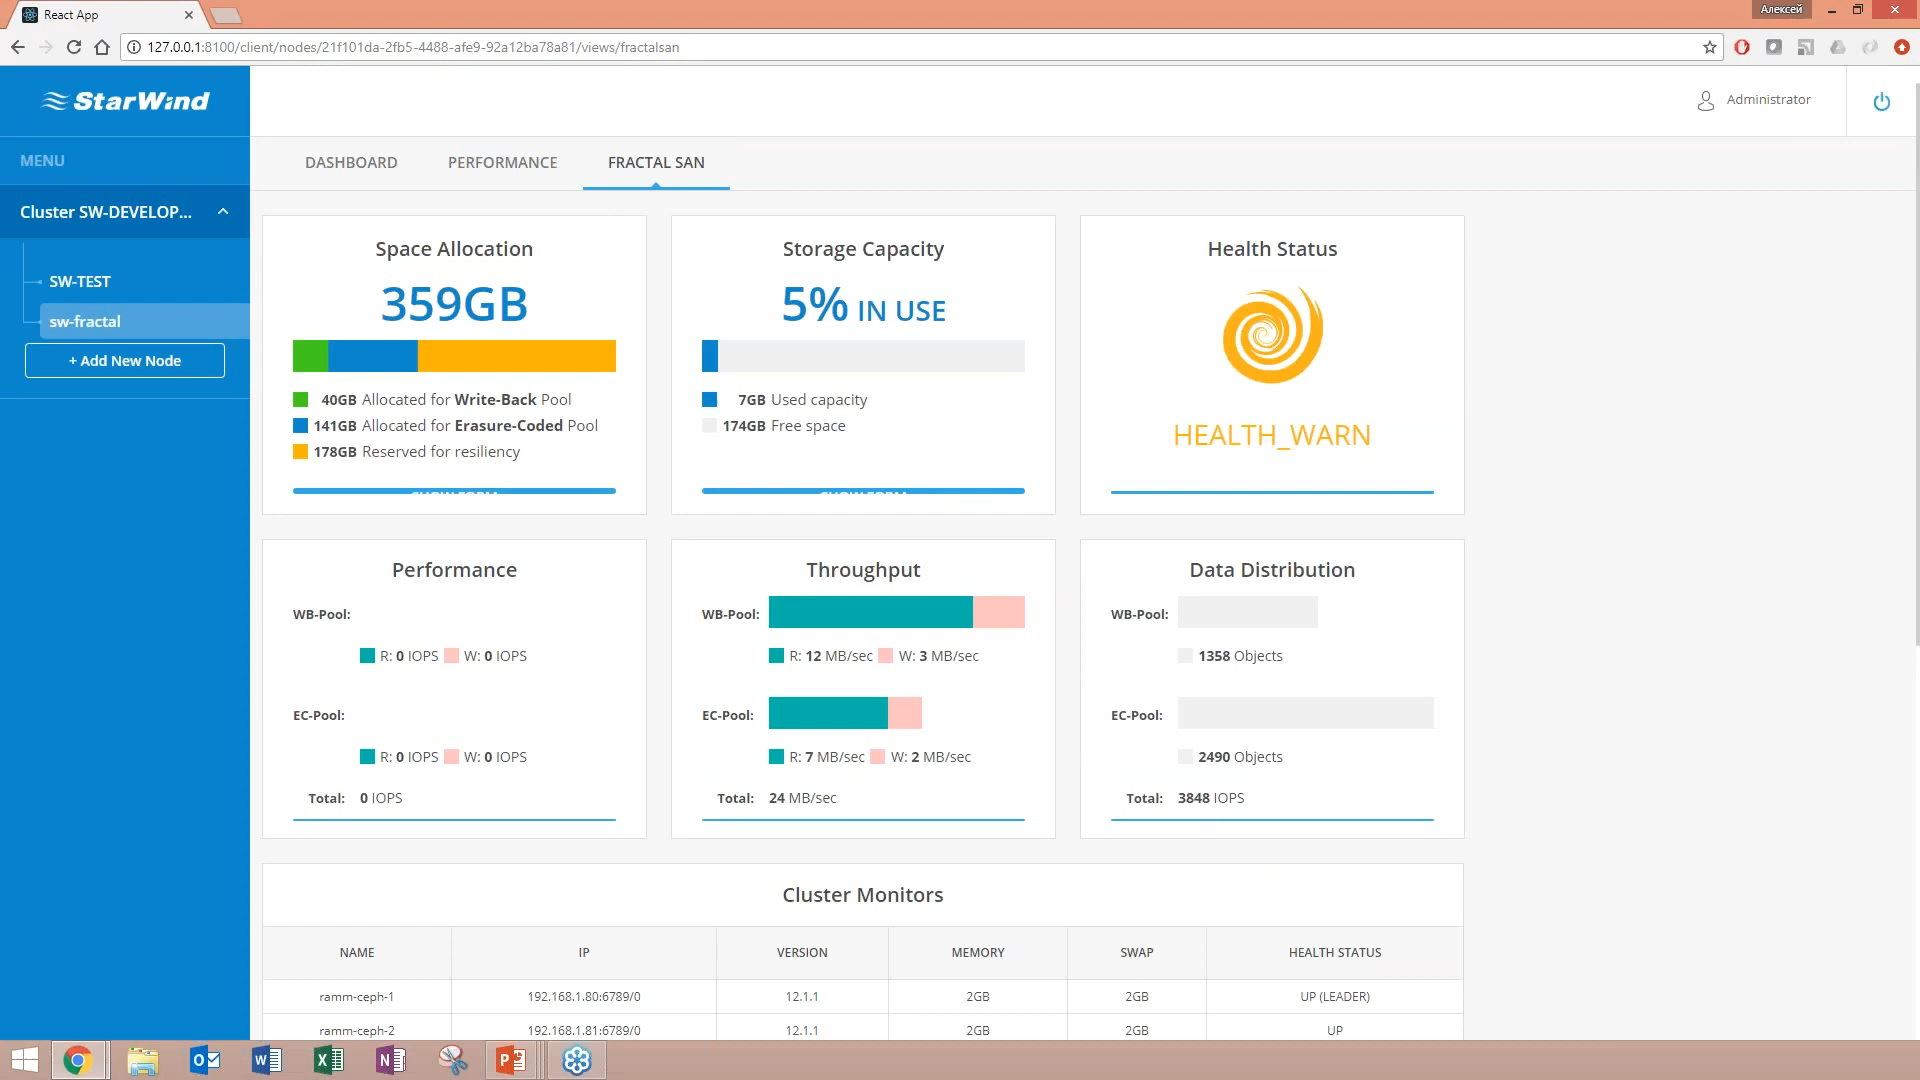 React App
Алексей
127.0.0.1:8100/client/nodes/21f101da-2fb5-4488-afe9-92a12ba78a81/views/fractalsan
StarWind
Administrator
MENU
DASHBOARD PERFORMANCE FRACTAL SAN
Cluster SW-DEVELOP...
SW-TEST
sw-fractal
+ Add New Node
Space Allocation
359GB
40GB Allocated for Write-Back Pool
141GB Allocated for Erasure-Coded Pool
178GB Reserved for resiliency
Storage Capacity
5% IN USE
7GB Used capacity
174GB Free space
Health Status
HEALTH_WARN
Performance
WB-Pool:
R: 0 IOPS W: 0 IOPS
EC-Pool:
R: 0 IOPS W: 0 IOPS
Total: 0 IOPS
Throughput
WB-Pool:
R: 12 MB/sec W: 3 MB/sec
EC-Pool:
R: 7 MB/sec W: 2 MB/sec
Total: 24 MB/sec
Data Distribution
WB-Pool:
1358 Objects
EC-Pool:
2490 Objects
Total: 3848 IOPS
Cluster Monitors
NAME IP VERSION MEMORY SWAP HEALTH STATUS
ramm-ceph-1 192.168.1.80:6789/0 12.1.1 2GB 2GB UP (LEADER)
ramm-ceph-2 192.168.1.81:6789/0 12.1.1 2GB 2GB UP